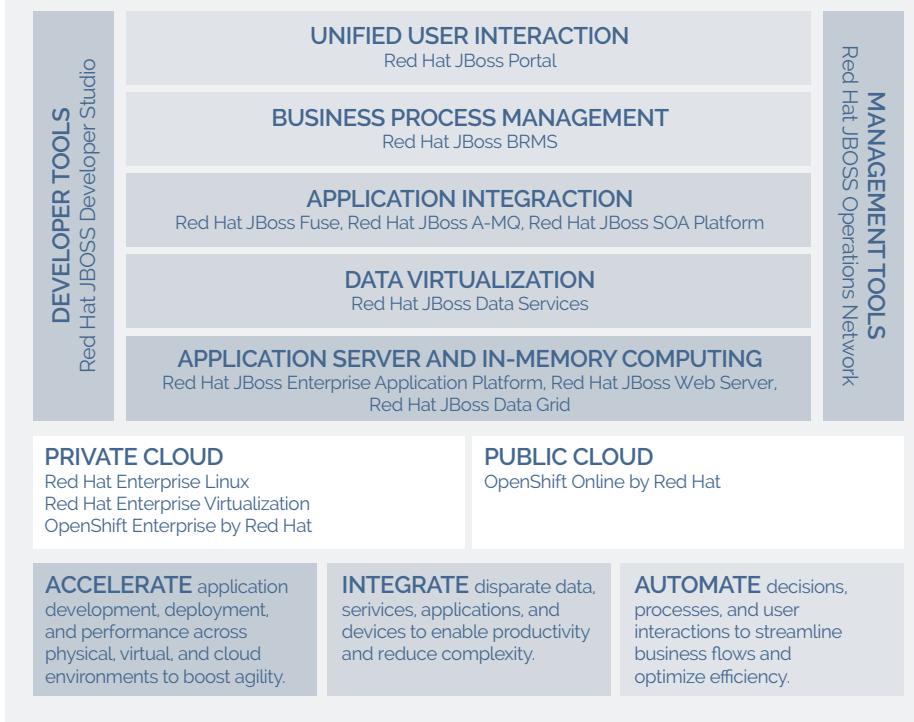 DEVELOPER TOOLS
Red Hat JBOSS Developer Studio
UNIFIED USER INTERACTION
Red Hat JBoss Portal
BUSINESS PROCESS MANAGEMENT
Red Hat JBoss BRMS
APPLICATION INTEGRACTION
Red Hat JBoss Fuse, Red Hat JBoss A-MQ, Red Hat JBoss SOA Platform
DATA VIRTUALIZATION
Red Hat JBoss Data Services
APPLICATION SERVER AND IN-MEMORY COMPUTING
Red Hat JBoss Enterprise Application Platform, Red Hat JBoss Web Server,
Red Hat JBoss Data Grid
MANAGEMENT TOOLS
Red Hat JBOSS Operations Network
PRIVATE CLOUD
Red Hat Enterprise Linux
Red Hat Enterprise Virtualization
OpenShift Enterprise by Red Hat
PUBLIC CLOUD
OpenShift Online by Red Hat
ACCELERATE application
development, deployment,
and performance across
physical, virtual, and cloud
environments to boost agility.
INTEGRATE disparate data,
serivices, applications, and
devices to enable productivity
and reduce complexity.
AUTOMATE decisions,
processes, and user
interactions to streamline
business flows and
optimize efficiency.